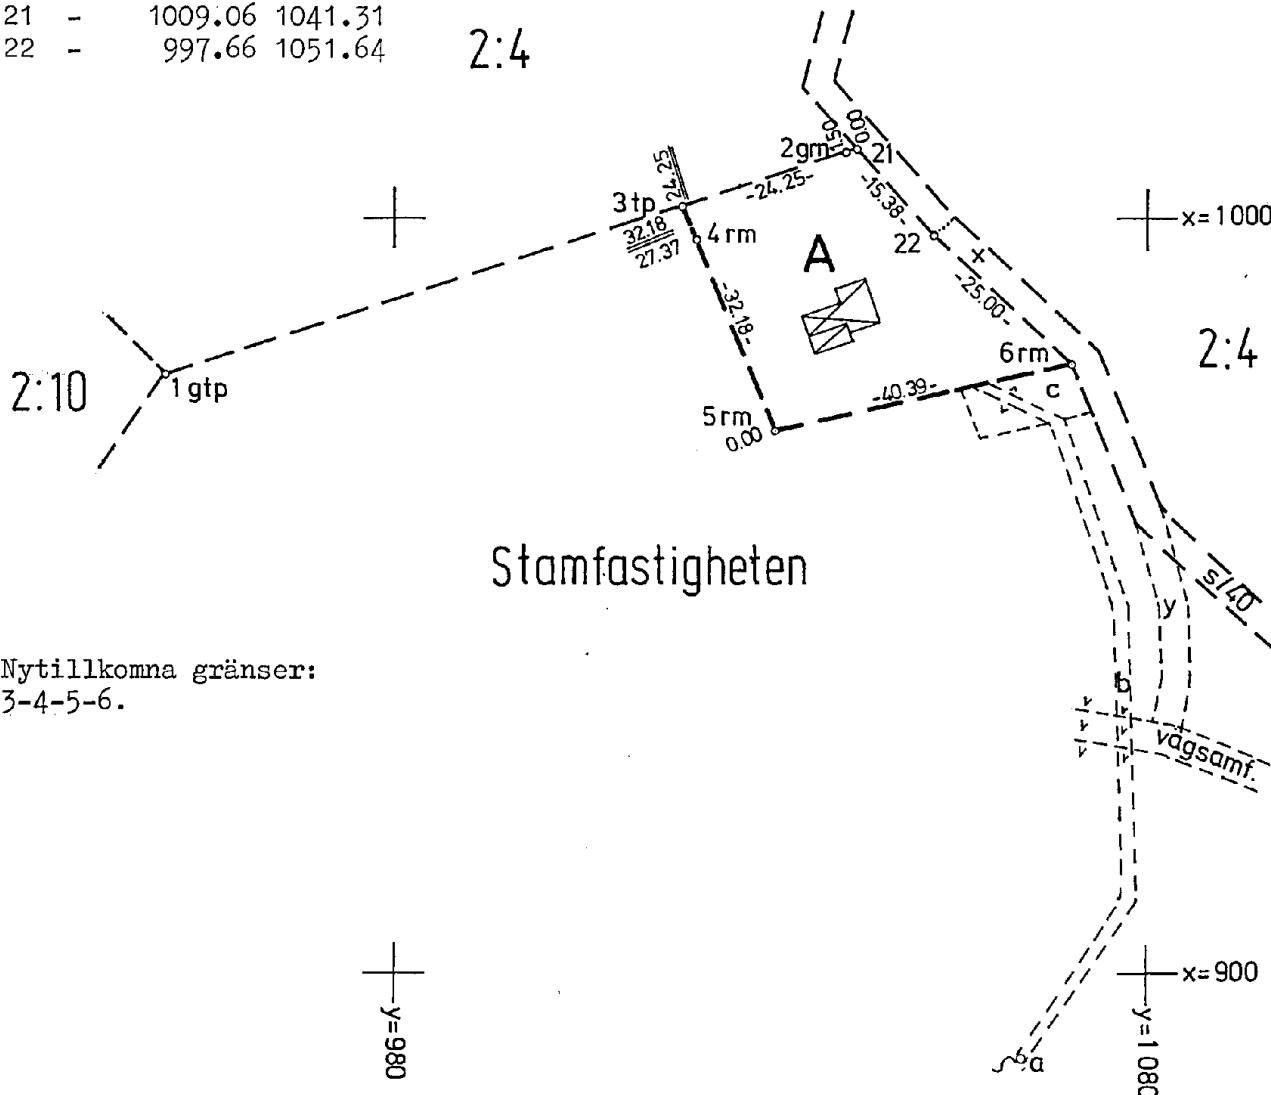 21 - 1009.06 1041.31
22 - 997.66 1051.64
2:4
0.00
1.50
2gm
21
24.25
-24.25-
3tp
-15.38-
32.18
27.37
4rm
A
22
x
x=1000
-25.00-
-32.18-
6rm
2:4
2:10
1gtp
-40.39-
c
5rm
0.00
Stamfastigheten
s/40
y
Nytillkomna gränser:
3-4-5-6.
b
vägsamf.
x=900
y=980
y=1080
a